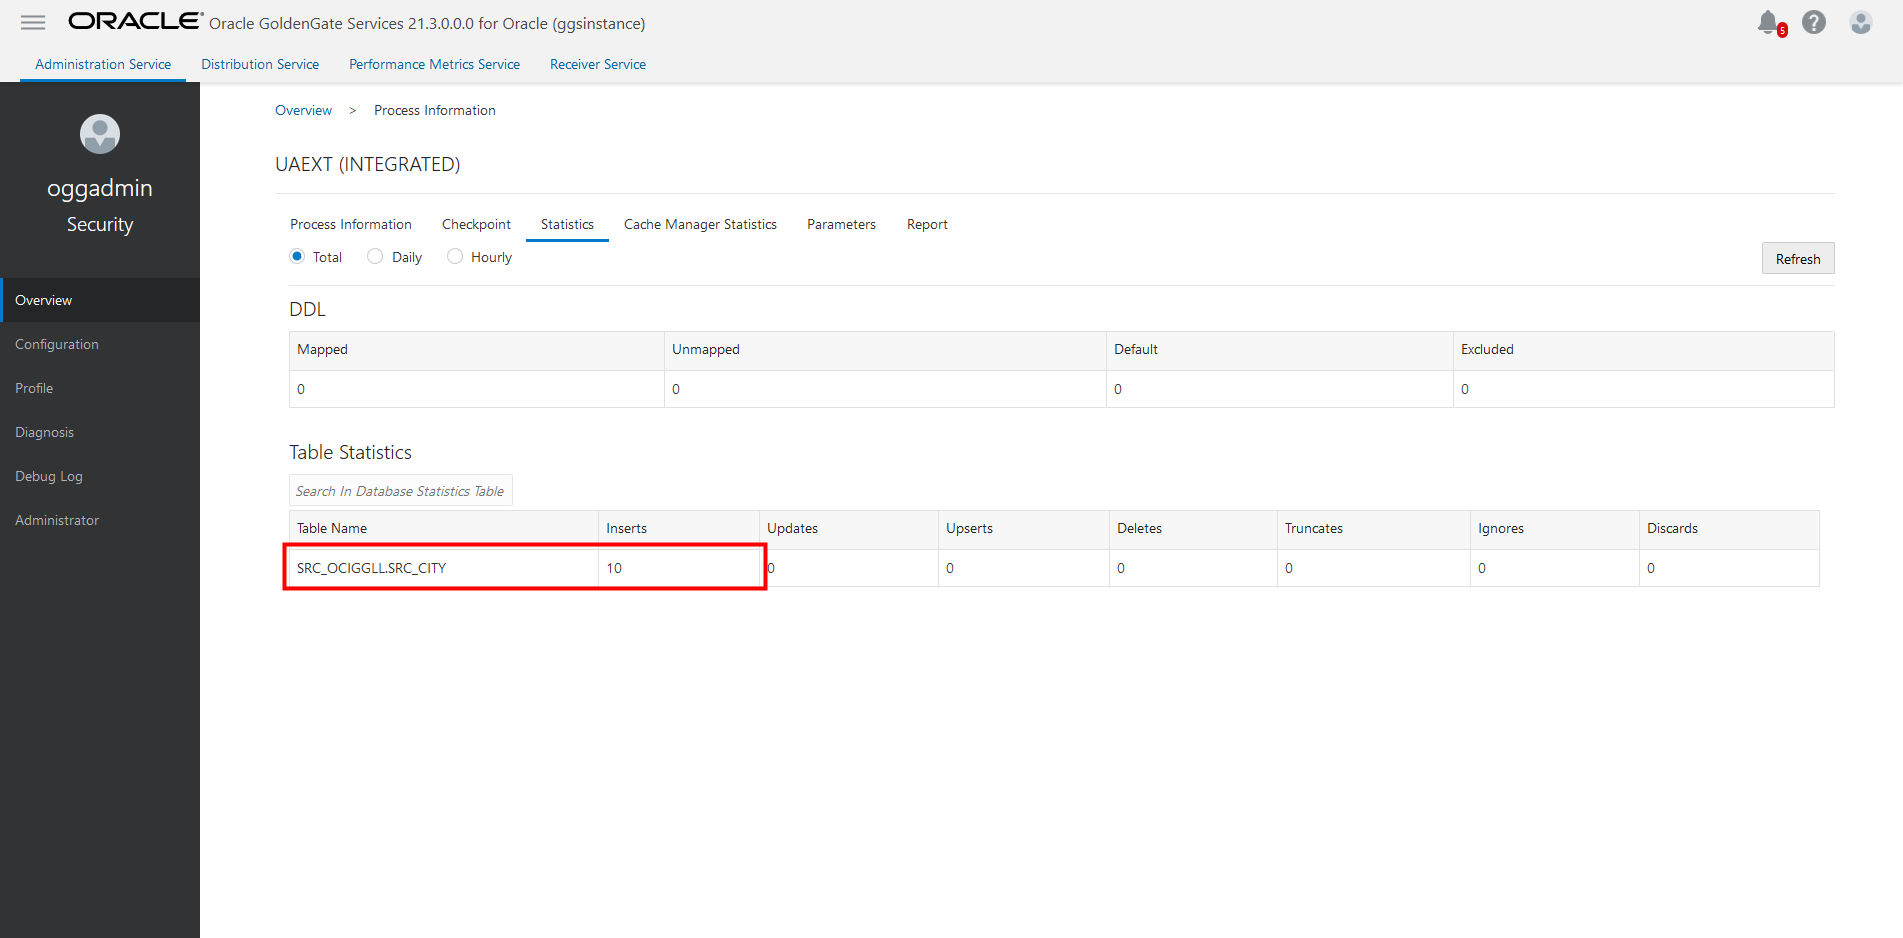 ORACLE Oracle GoldenGate Services 21.3.0.0.0 for Oracle (ggsinstance)
5
?
Administration Service Distribution Service Performance Metrics Service Receiver Service
oggadmin
Security
Overview
Configuration
Profile
Diagnosis
Debug Log
Administrator
Overview > Process Information
UAEXT (INTEGRATED)
Process Information Checkpoint Statistics Cache Manager Statistics Parameters Report
Total Daily Hourly
Refresh
DDL
Mapped Unmapped Default Excluded
0 0 0 0
Table Statistics
Search In Database Statistics Table
Table Name Inserts Updates Upserts Deletes Truncates Ignores Discards
SRC_OCIGGLL.SRC_CITY 10 0 0 0 0 0 0